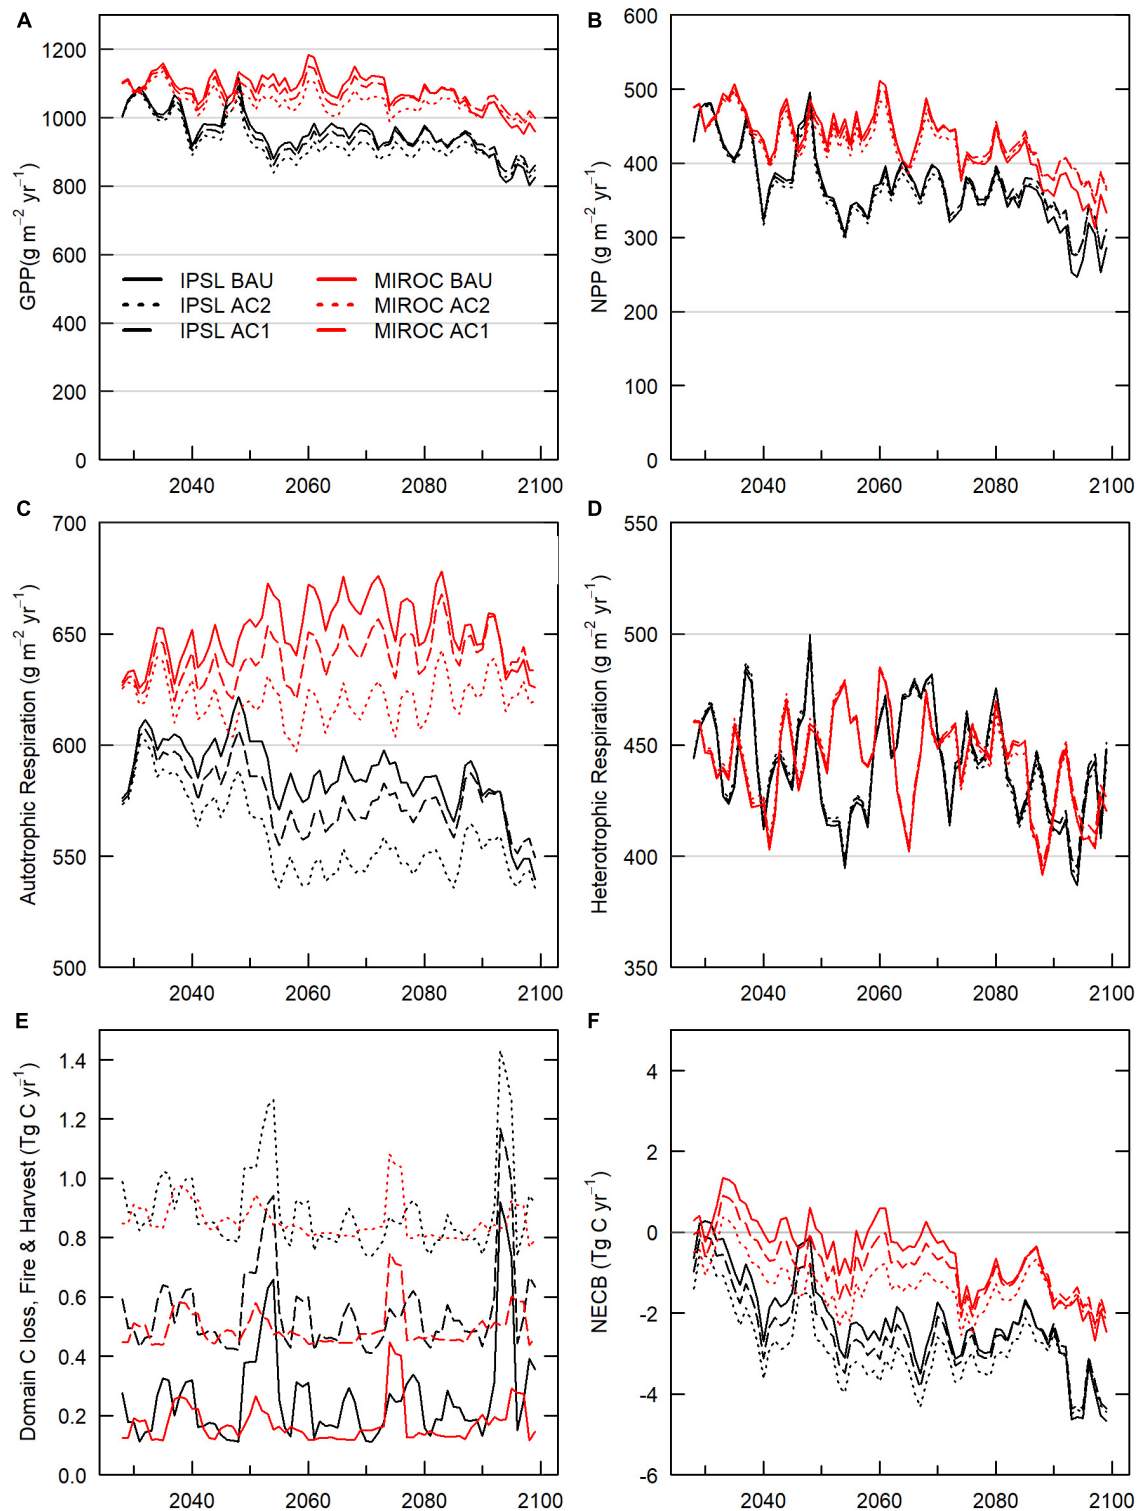 A
GPP(g m⁻² yr⁻¹)
1200
1000
800
600
400
200
0
IPSL BAU
IPSL AC2
IPSL AC1
MIROC BAU
MIROC AC2
MIROC AC1
2040 2060 2080 2100
B
NPP (g m⁻² yr⁻¹)
600
500
400
300
200
100
0
2040 2060 2080 2100
C
Autotrophic Respiration (g m⁻² yr⁻¹)
700
650
600
550
500
2040 2060 2080 2100
D
Heterotrophic Respiration (g m⁻² yr⁻¹)
550
500
450
400
350
2040 2060 2080 2100
E
Domain C loss, Fire & Harvest (Tg C yr⁻¹)
1.4
1.2
1.0
0.8
0.6
0.4
0.2
0.0
2040 2060 2080 2100
F
NECB (Tg C yr⁻¹)
4
2
0
-2
-4
-6
2040 2060 2080 2100